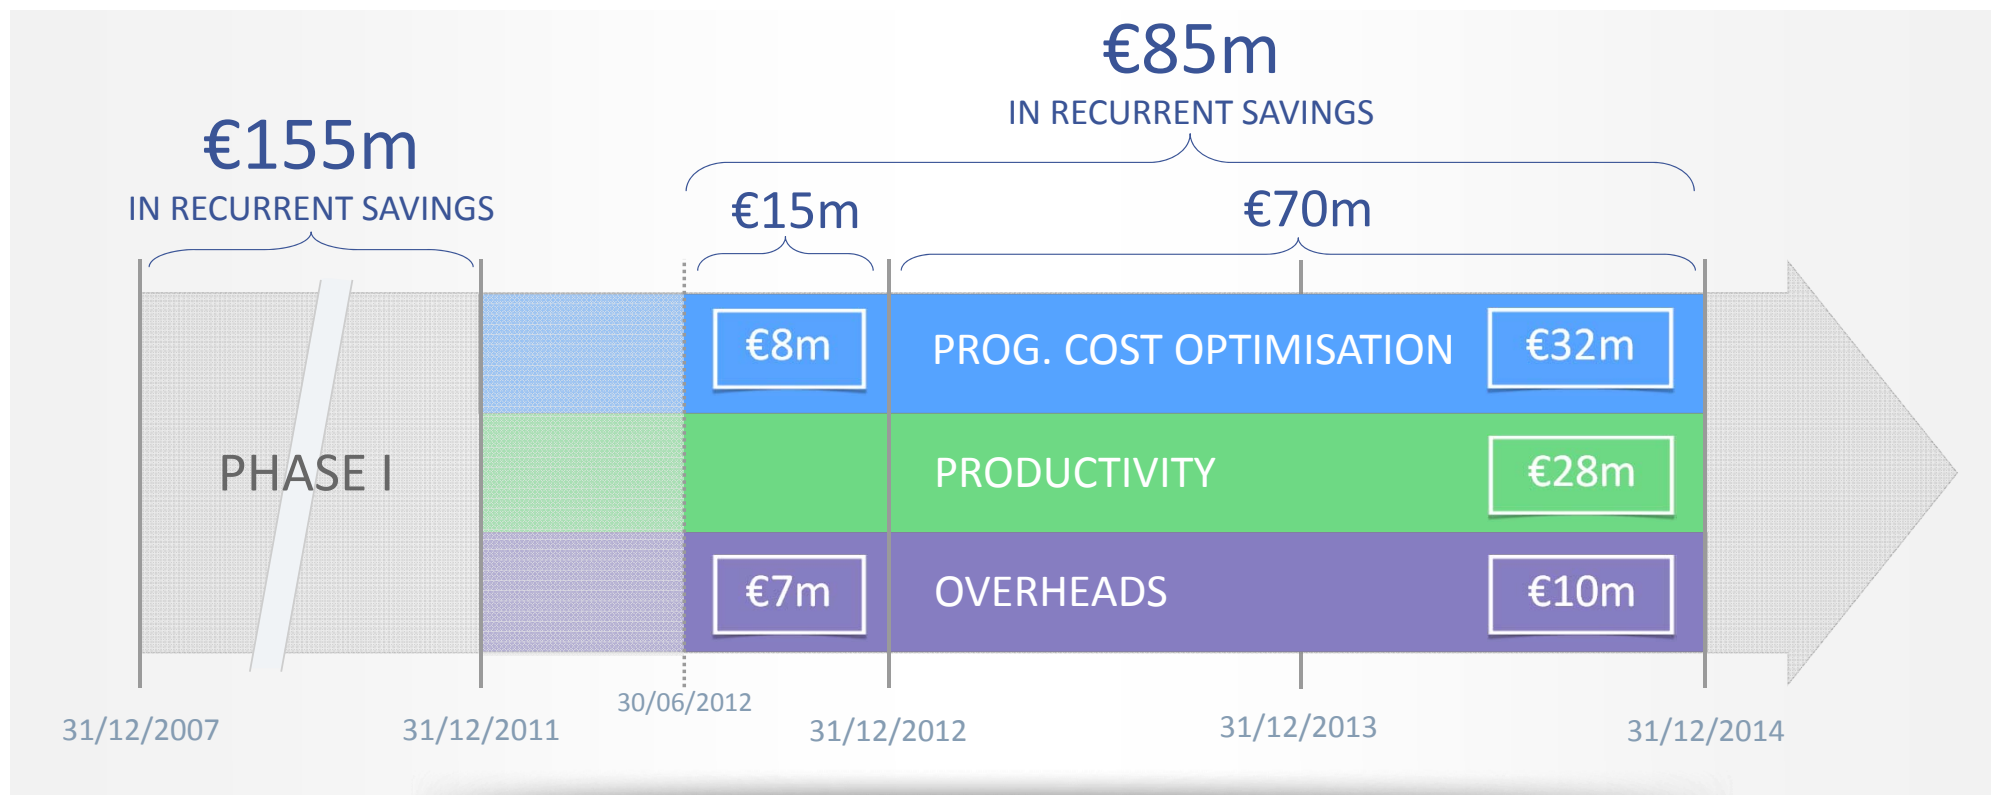 €85m
IN RECURRENT SAVINGS
€155m
IN RECURRENT SAVINGS
€15m
€70m
€8m
PROG. COST OPTIMISATION
€32m
PHASE I
PRODUCTIVITY
€28m
€7m
OVERHEADS
€10m
31/12/2007
31/12/2011
30/06/2012
31/12/2012
31/12/2013
31/12/2014